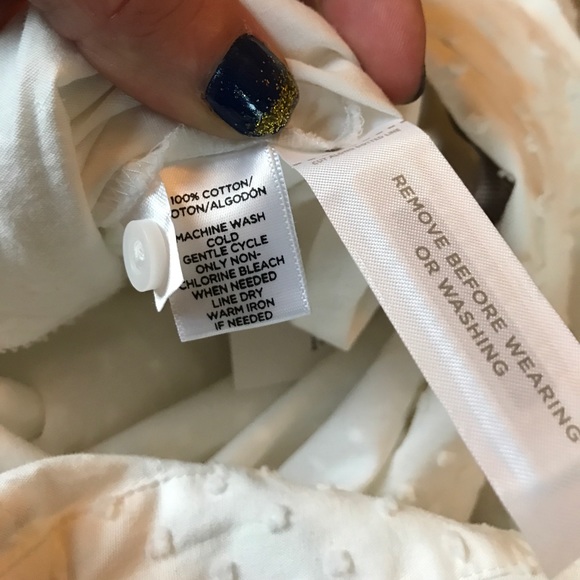 100% COTTON/
OTON/ALGODÓN
MACHINE WASH
COLD
GENTLE CYCLE
ONLY NON-
CHLORINE BLEACH
WHEN NEEDED
LINE DRY
WARM IRON
IF NEEDED
REMOVE BEFORE WEARING
OR WASHING